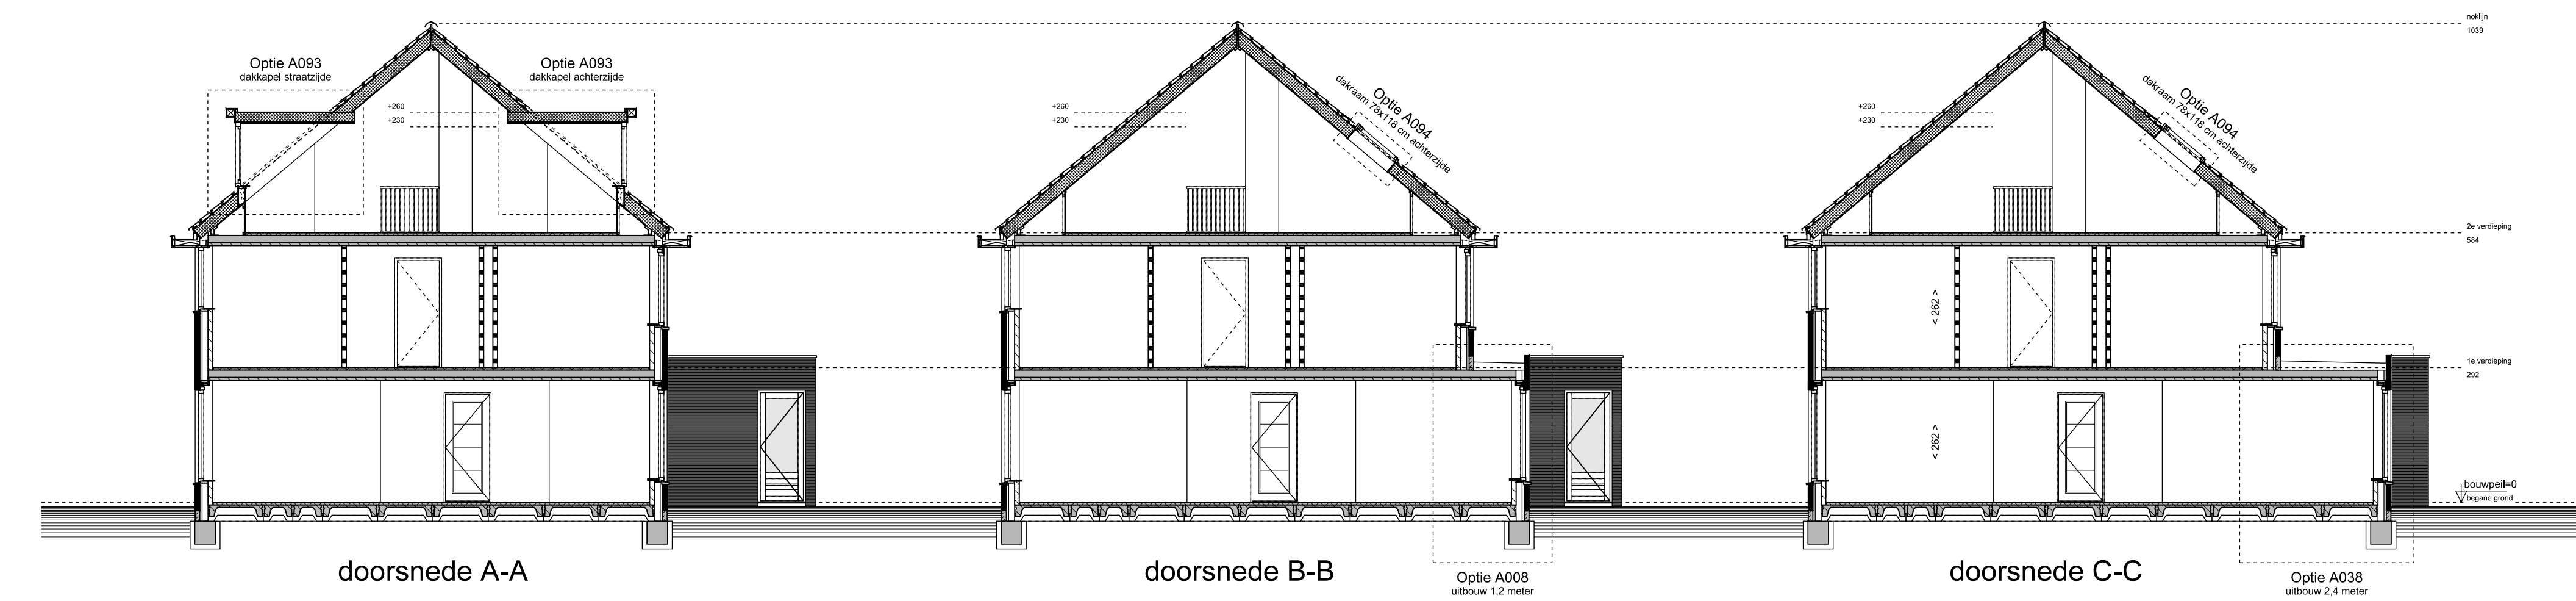 noklijn
1039
Optie A093
dakkapel straatzijde
Optie A093
dakkapel achterzijde
+260
+230
+260
+230
Optie A094
dakraam 78x118 cm achterzijde
+260
+230
Optie A094
dakraam 78x118 cm achterzijde
2e verdieping
584
< 262 >
1e verdieping
292
< 262 >
bouwpeil=0
begane grond
doorsnede A-A
doorsnede B-B
Optie A008
uitbouw 1,2 meter
doorsnede C-C
Optie A038
uitbouw 2,4 meter